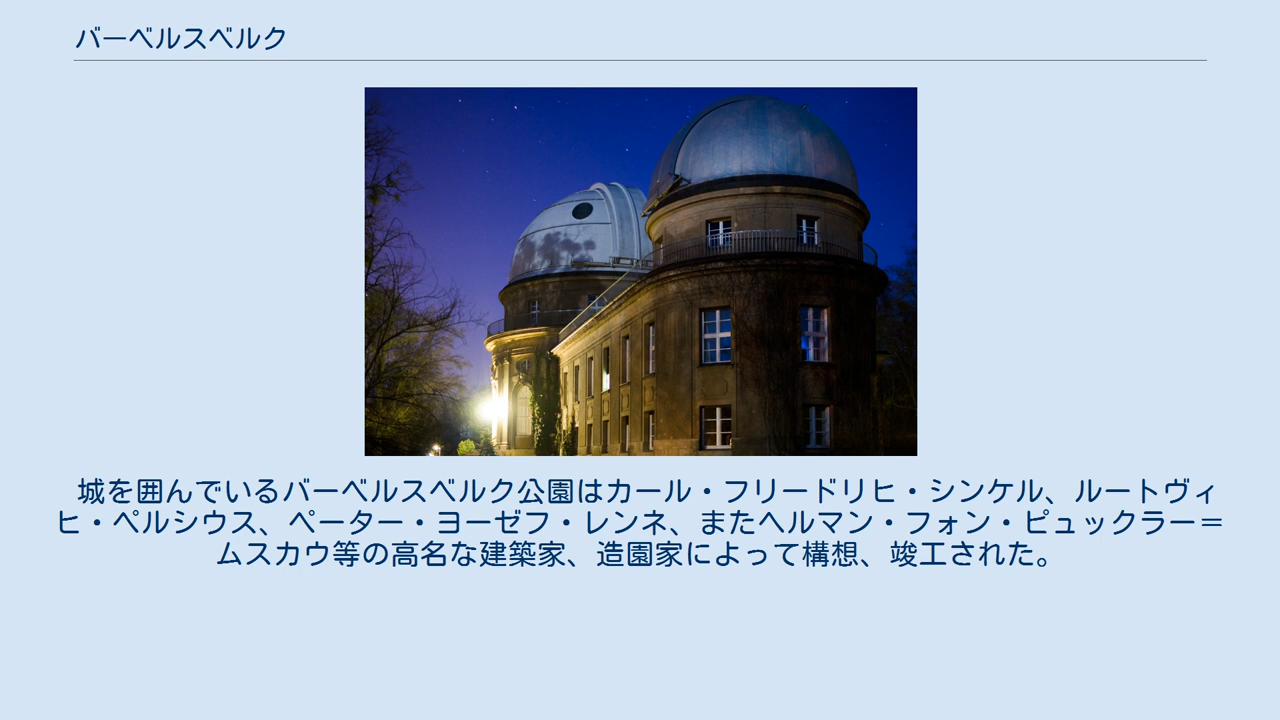 バーベルスベルク
城を囲んでいるバーベルスベルク公園はカール・フリードリヒ・シンケル、ルートヴィ
ヒ・ペルシウス、ペーター・ヨーゼフ・レンネ、またヘルマン・フォン・ピュックラー＝
ムスカウ等の高名な建築家、造園家によって構想、竣工された。